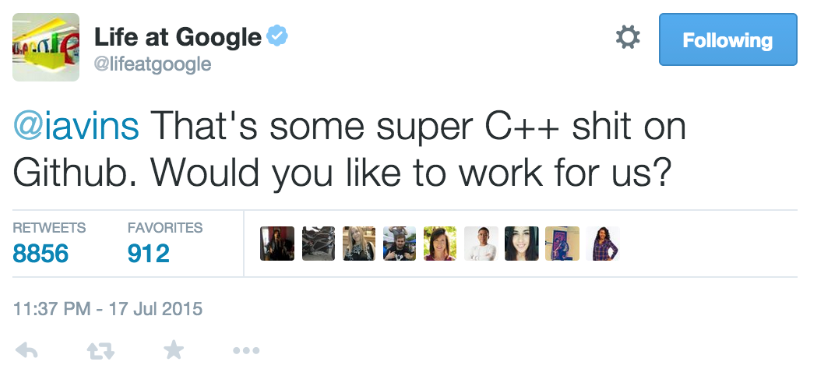 Life at Google
@lifeatgoogle
Following
@iavins That's some super C++ shit on
Github. Would you like to work for us?
RETWEETS FAVORITES
8856 912
11:37 PM - 17 Jul 2015